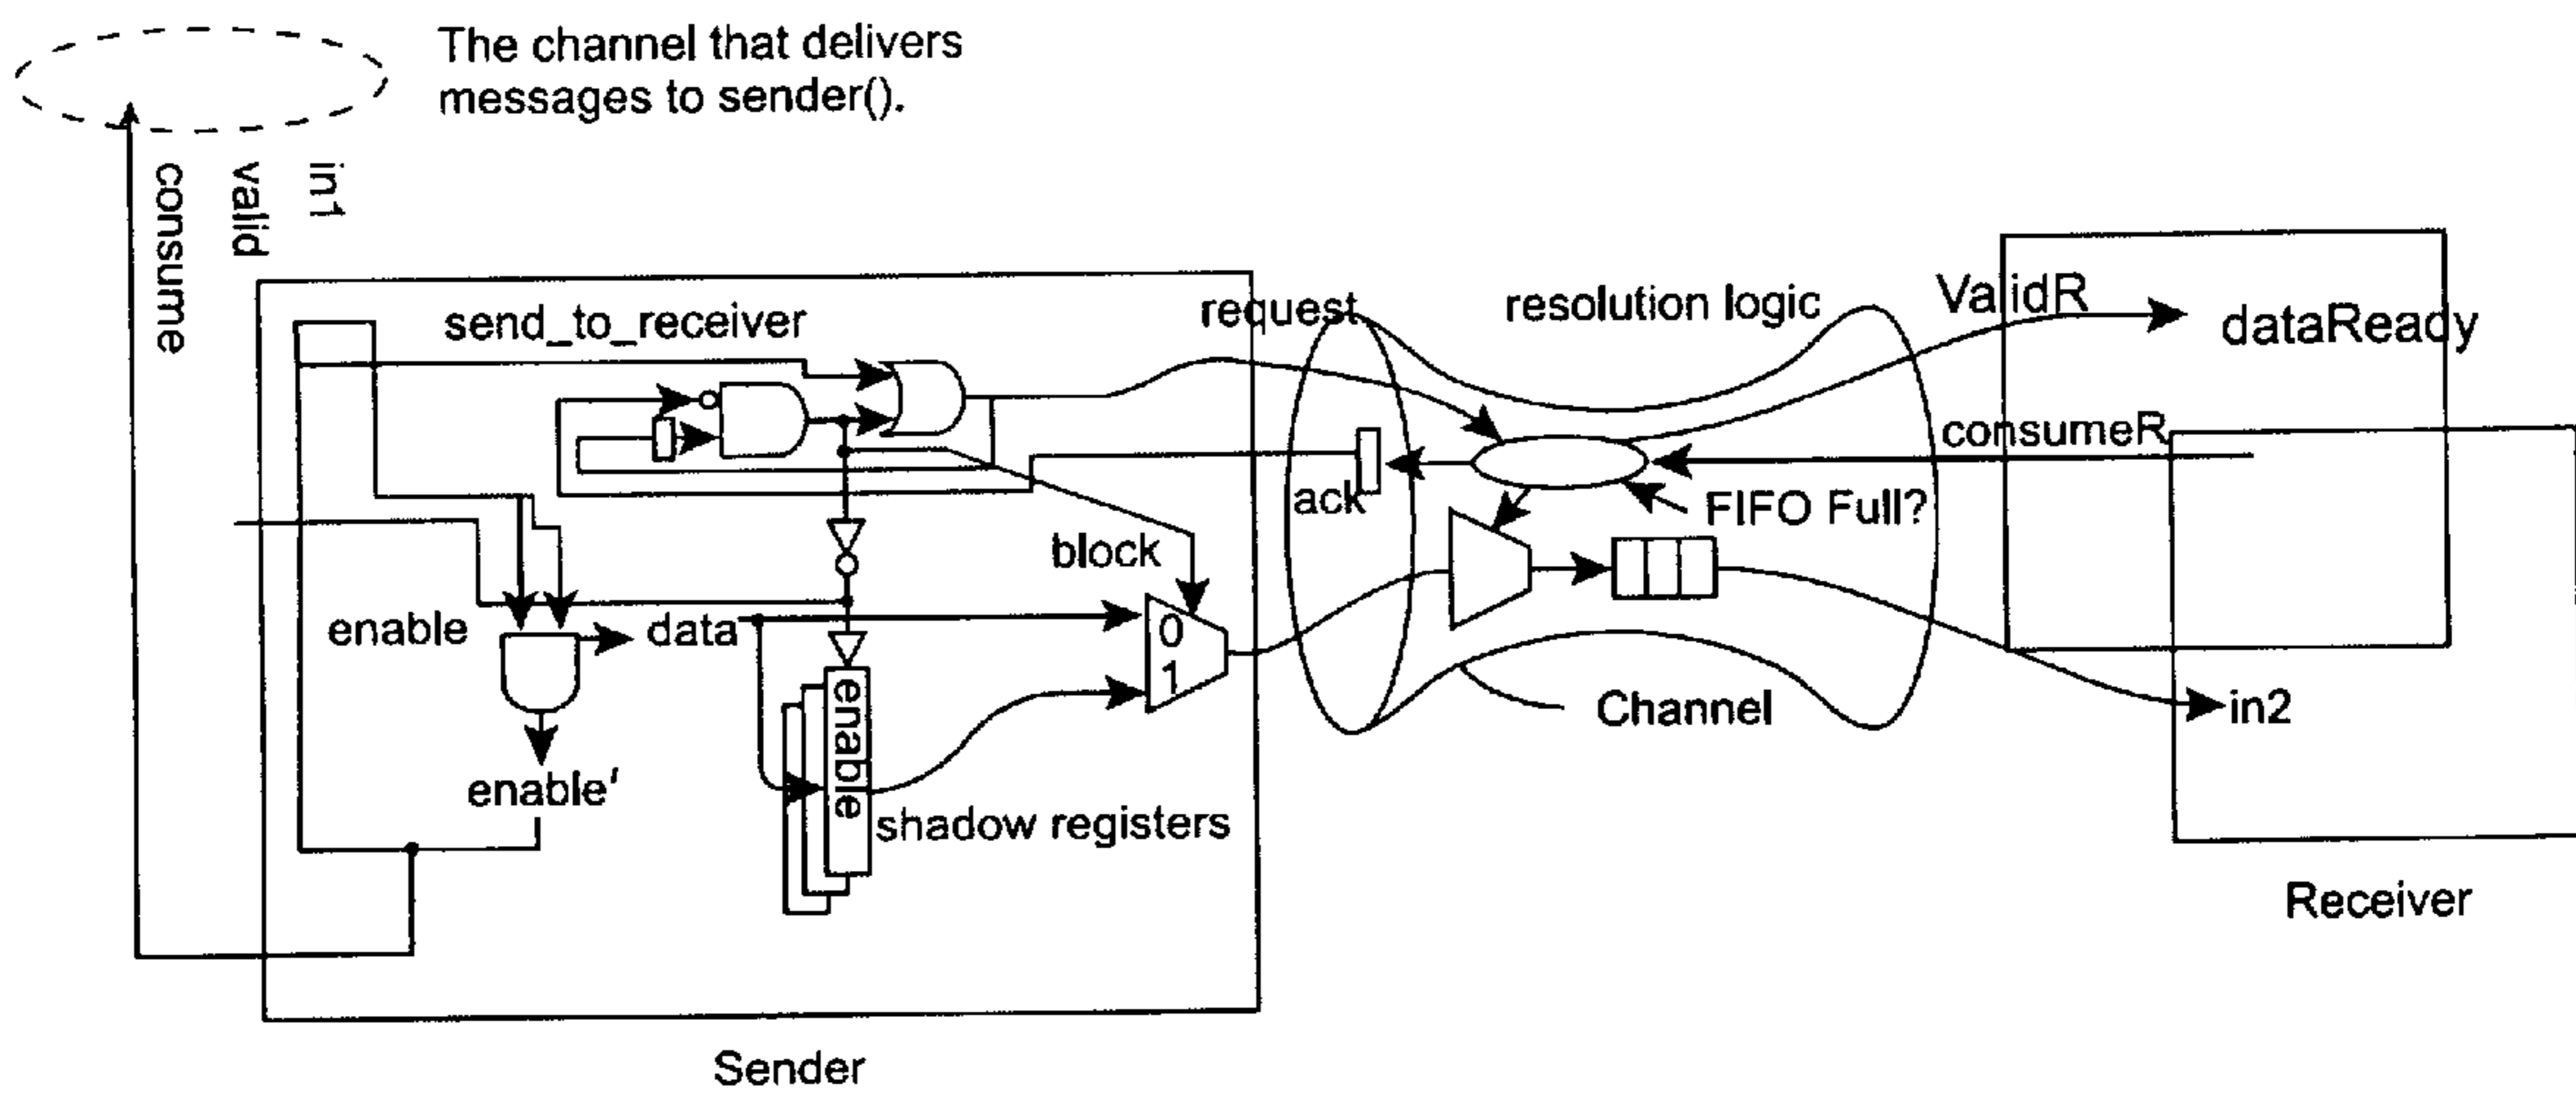 The channel that delivers
messages to sender().
consume
valid
in1
send_to_receiver
request
resolution logic
ValidR
dataReady
consumeR
ack
FIFO Full?
block
enable
data
0
1
enable
enable'
shadow registers
Channel
in2
Receiver
Sender